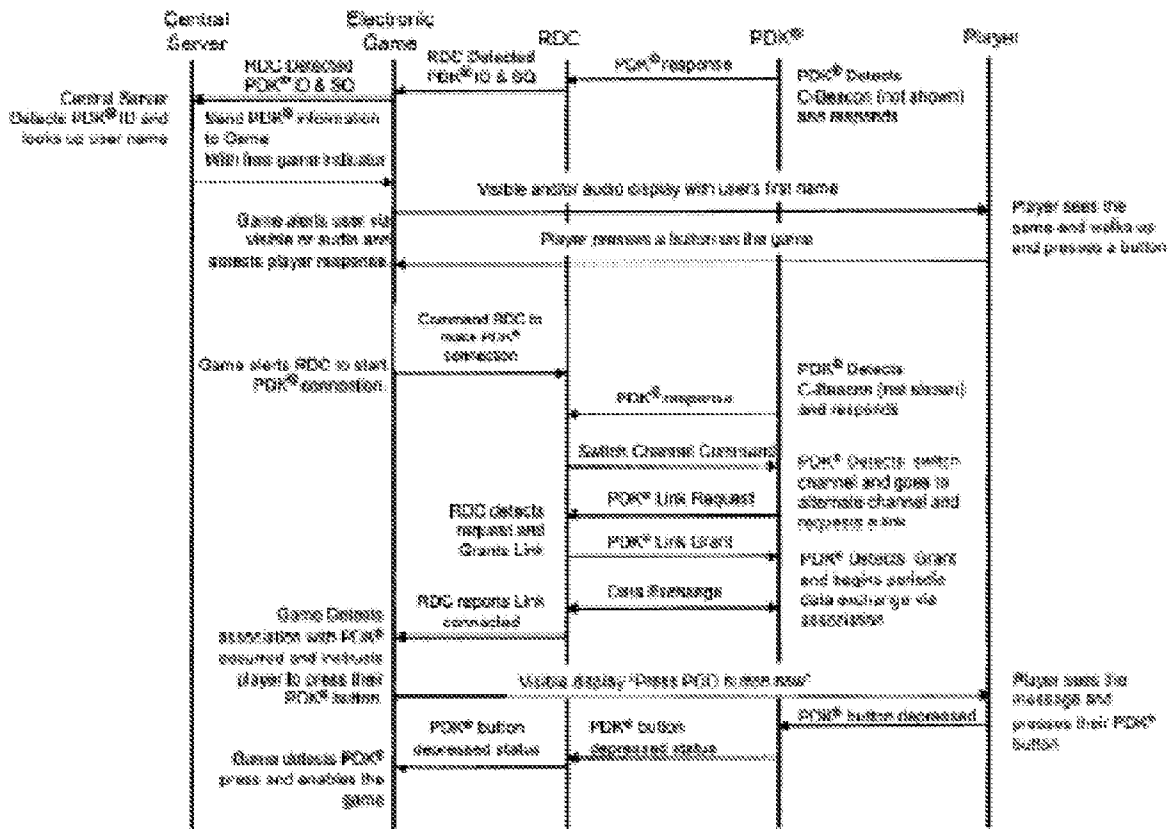 Central
Server
Electronic
Game
RDC
PDK®
Player
RDC Detected
PDK® ID & SQ
RDC Detected
PDK® ID & SQ
PDK® response
PDK® Detects
C-Beacon (not shown)
and responds
Central Server
Detects PDK® ID and
looks up user name
Send PDK® information
to Game
With free game indicator
Visible and/or audio display with users first name
Player sees the
game and walks up
and presses a button
Game alerts user via
visible or audio and
detects player response
Player presses a button on the game
Command RDC to
make PDK®
connection
Game alerts RDC to start
PDK® connection
PDK® Detects
C-Beacon (not shown)
and responds
PDK® response
Switch Channel Command
PDK® Detects switch
channel and goes to
alternate channel and
requests a link
PDK® Link Request
RDC detects
request and
Grants Link
PDK® Link Grant
PDK® Detects Grant
and begins periodic
data exchange via
association
Data Exchange
RDC reports Link
connected
Game Detects
association with PDK®
occurred and instructs
player to press their
PDK® button
Visible display "Press PGD button now"
Player sees the
message and
presses their PDK®
button
PDK® button depressed
PDK® button
depressed status
PDK® button
depressed status
Game detects PDK®
press and enables the
game